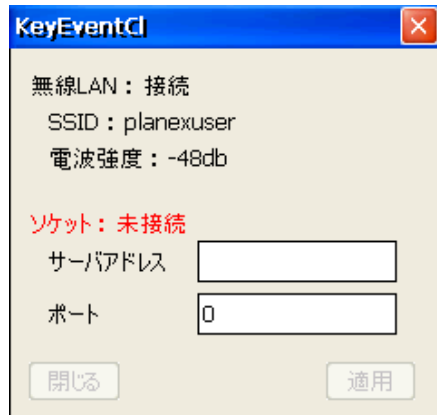 KeyEventCl
無線LAN: 接続
SSID:planexuser
電波強度:-48db
ソケット: 未接続
サーバアドレス
ポート 0
閉じる 適用